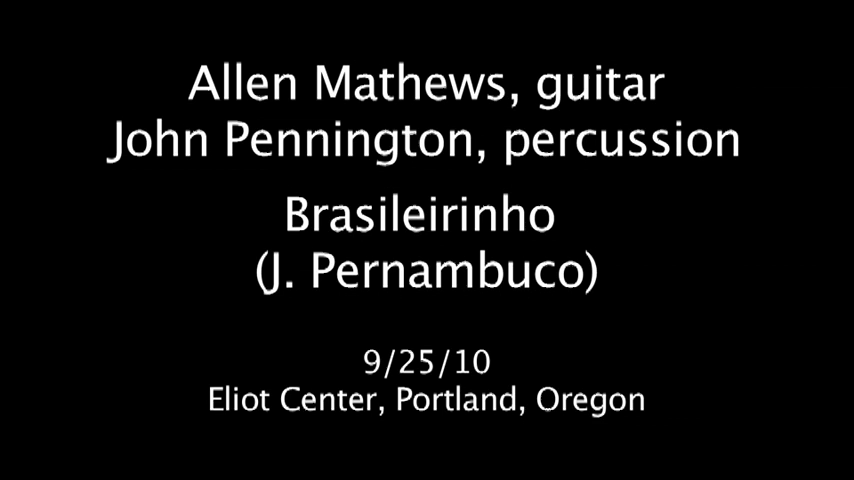 Allen Mathews, guitar
John Pennington, percussion
Brasileirinho
(J. Pernambuco)
9/25/10
Eliot Center, Portland, Oregon